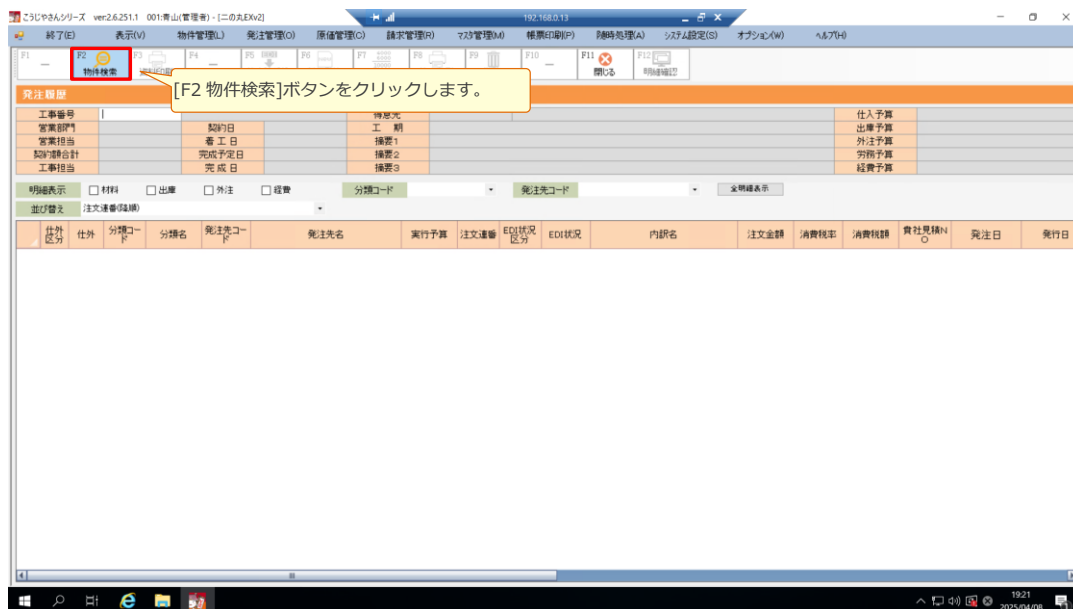 こうじやさんシリーズ ver:2.6.251.1 001:青山(管理者) - [二の丸EXv2]
192.168.0.13
終了(E) 表示(V) 物件管理(L) 発注管理(O) 原価管理(C) 請求管理(R) マスタ管理(M) 帳票印刷(P) 随時処理(A) システム設定(S) オプション(W) ヘルプ(H)
F1 F2 F3 F4 F5 F6 F7 F8 F9 F10 F11 F12
物件検索 閉じる 明細確認
[F2 物件検索]ボタンをクリックします。
発注履歴
工事番号 得意先 仕入予算
営業部門 契約日 工 期 出庫予算
営業担当 着工日 摘要1 外注予算
契約額合計 完成予定日 摘要2 労務予算
工事担当 完成日 摘要3 経費予算
明細表示 材料 出庫 外注 経費 分類コード 発注先コード 全明細表示
並び替え 注文連番(降順)
仕外区分 仕外 分類コード 分類名 発注先コード 発注先名 実行予算 注文連番 EDI状況区分 EDI状況 内訳名 注文金額 消費税率 消費税額 貴社見積NO 発注日 発行日
19:21
2025/04/08